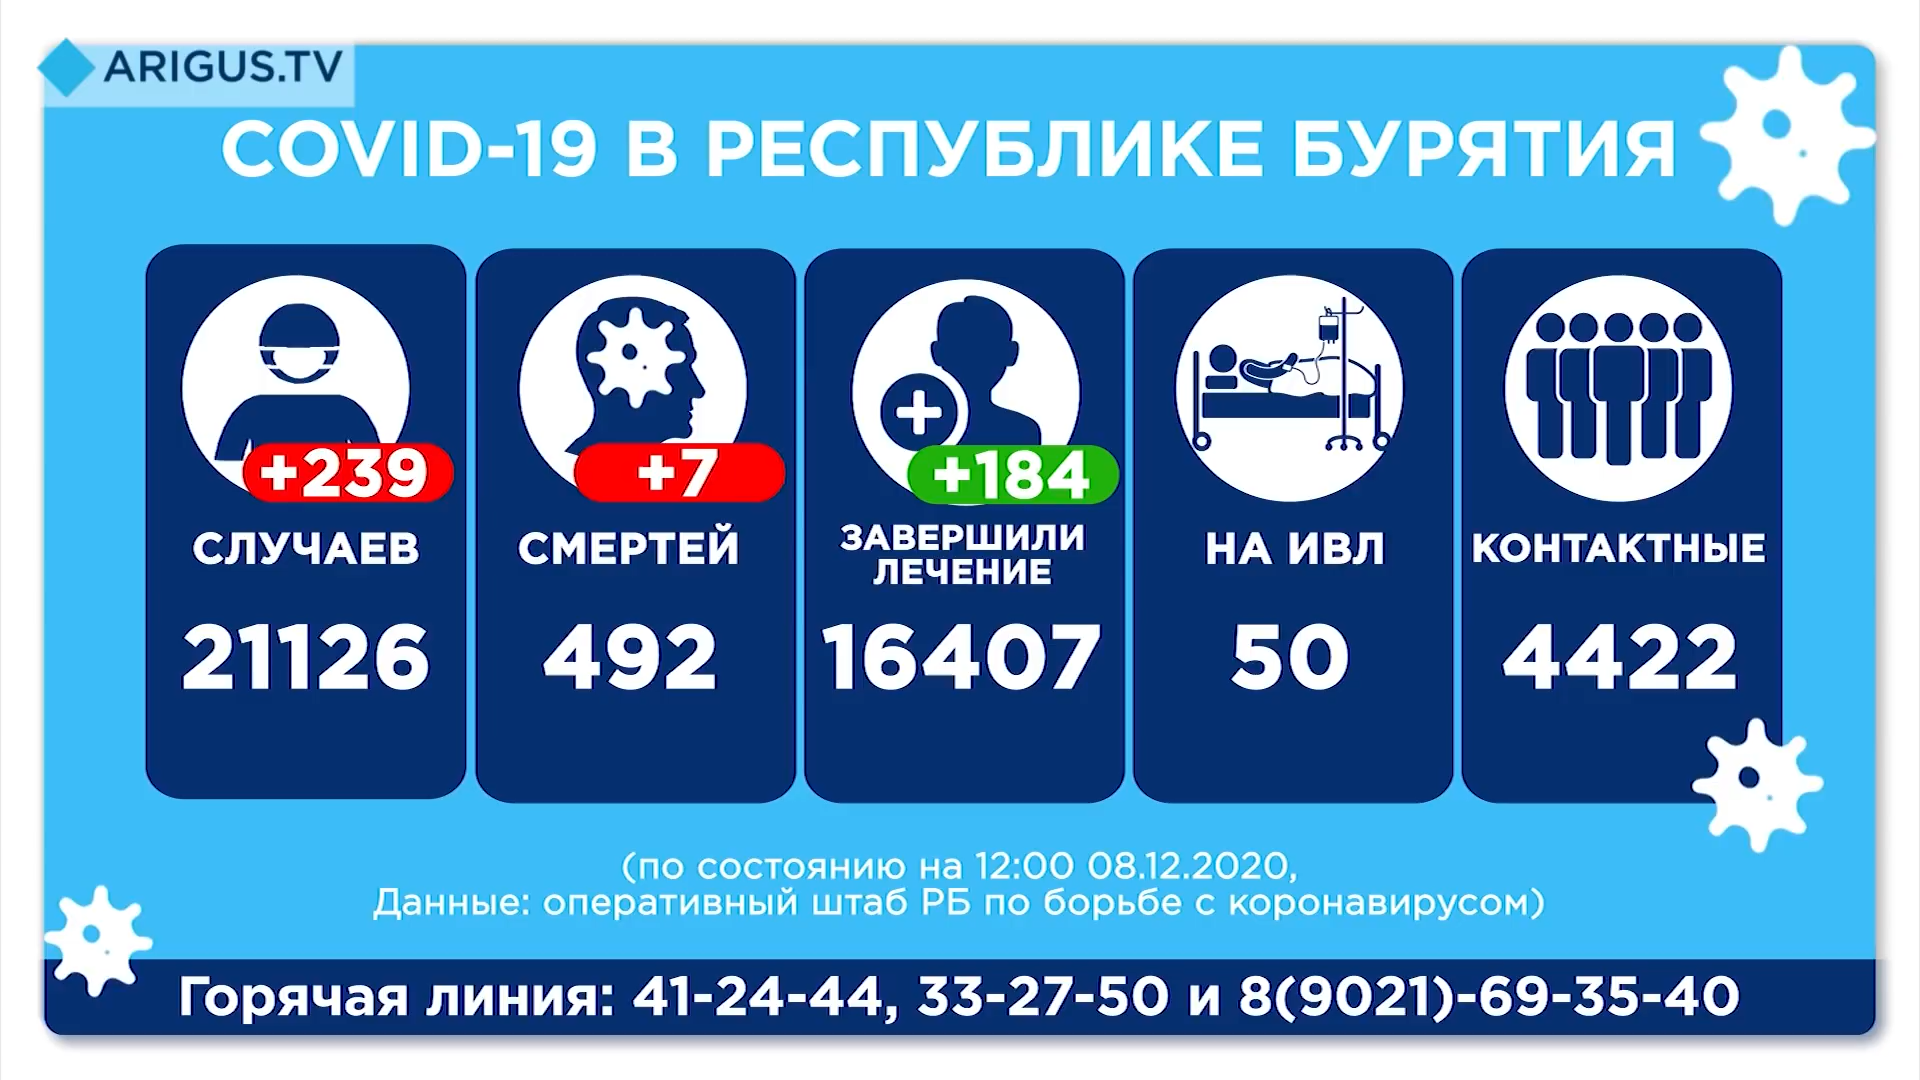 ARIGUS.TV
COVID-19 В РЕСПУБЛИКЕ БУРЯТИЯ
+239
СЛУЧАЕВ
21126
+7
СМЕРТЕЙ
492
+184
ЗАВЕРШИЛИ
ЛЕЧЕНИЕ
16407
НА ИВЛ
50
КОНТАКТНЫЕ
4422
(по состоянию на 12:00 08.12.2020,
Данные: оперативный штаб РБ по борьбе с коронавирусом)
Горячая линия: 41-24-44, 33-27-50 и 8(9021)-69-35-40